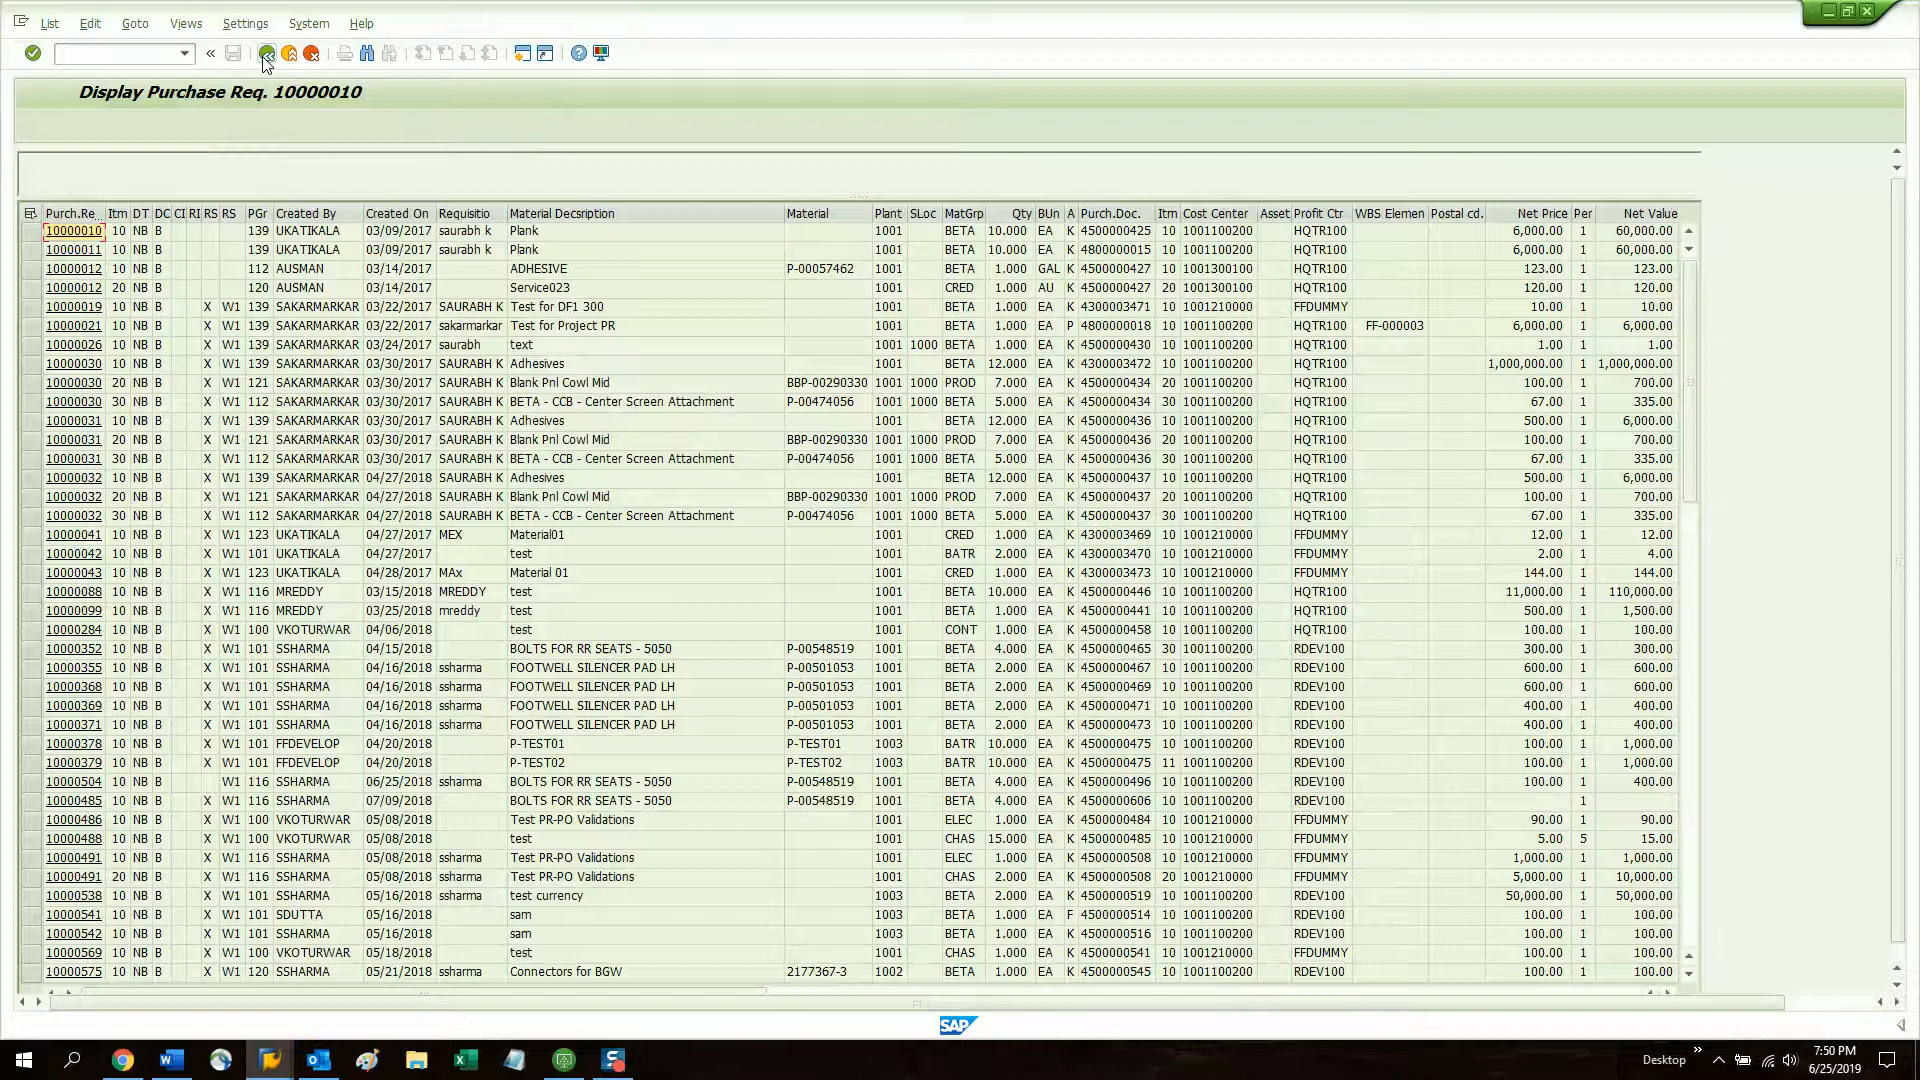 List Edit Goto Views Settings System Help
Display Purchase Req. 10000010
Purch.Re... Itm DT DC CI RI RS RS PGr Created By Created On Requisitio Material Decsription Material Plant SLoc MatGrp Qty BUn A Purch.Doc. Itm Cost Center Asset Profit Ctr WBS Elemen Postal cd. Net Price Per Net Value
10000010 10 NB B 139 UKATIKALA 03/09/2017 saurabh k Plank 1001 BETA 10.000 EA K 4500000425 10 1001100200 HQTR100 6,000.00 1 60,000.00
10000011 10 NB B 139 UKATIKALA 03/09/2017 saurabh k Plank 1001 BETA 10.000 EA K 4800000015 10 1001100200 HQTR100 6,000.00 1 60,000.00
10000012 10 NB B 112 AUSMAN 03/14/2017 ADHESIVE P-00057462 1001 BETA 1.000 GAL K 4500000427 10 1001300100 HQTR100 123.00 1 123.00
10000012 20 NB B 120 AUSMAN 03/14/2017 Service023 1001 CRED 1.000 AU K 4500000427 20 1001300100 HQTR100 120.00 1 120.00
10000019 10 NB B X W1 139 SAKARMARKAR 03/22/2017 SAURABH K Test for DF1 300 1001 BETA 1.000 EA K 4300003471 10 1001210000 FFDUMMY 10.00 1 10.00
10000021 10 NB B X W1 139 SAKARMARKAR 03/22/2017 sakarmarkar Test for Project PR 1001 BETA 1.000 EA P 4800000018 10 1001100200 HQTR100 FF-000003 6,000.00 1 6,000.00
10000026 10 NB B X W1 139 SAKARMARKAR 03/24/2017 saurabh text 1001 1000 BETA 1.000 EA K 4500000430 10 1001100200 HQTR100 1.00 1 1.00
10000030 10 NB B X W1 139 SAKARMARKAR 03/30/2017 SAURABH K Adhesives 1001 BETA 12.000 EA K 4300003472 10 1001100200 HQTR100 1,000,000.00 1 1,000,000.00
10000030 20 NB B X W1 121 SAKARMARKAR 03/30/2017 SAURABH K Blank Pnl Cowl Mid BBP-00290330 1001 1000 PROD 7.000 EA K 4500000434 20 1001100200 HQTR100 100.00 1 700.00
10000030 30 NB B X W1 112 SAKARMARKAR 03/30/2017 SAURABH K BETA - CCB - Center Screen Attachment P-00474056 1001 1000 BETA 5.000 EA K 4500000434 30 1001100200 HQTR100 67.00 1 335.00
10000031 10 NB B X W1 139 SAKARMARKAR 03/30/2017 SAURABH K Adhesives 1001 BETA 12.000 EA K 4500000436 10 1001100200 HQTR100 500.00 1 6,000.00
10000031 20 NB B X W1 121 SAKARMARKAR 03/30/2017 SAURABH K Blank Pnl Cowl Mid BBP-00290330 1001 1000 PROD 7.000 EA K 4500000436 20 1001100200 HQTR100 100.00 1 700.00
10000031 30 NB B X W1 112 SAKARMARKAR 03/30/2017 SAURABH K BETA - CCB - Center Screen Attachment P-00474056 1001 1000 BETA 5.000 EA K 4500000436 30 1001100200 HQTR100 67.00 1 335.00
10000032 10 NB B X W1 139 SAKARMARKAR 04/27/2018 SAURABH K Adhesives 1001 BETA 12.000 EA K 4500000437 10 1001100200 HQTR100 500.00 1 6,000.00
10000032 20 NB B X W1 121 SAKARMARKAR 04/27/2018 SAURABH K Blank Pnl Cowl Mid BBP-00290330 1001 1000 PROD 7.000 EA K 4500000437 20 1001100200 HQTR100 100.00 1 700.00
10000032 30 NB B X W1 112 SAKARMARKAR 04/27/2018 SAURABH K BETA - CCB - Center Screen Attachment P-00474056 1001 1000 BETA 5.000 EA K 4500000437 30 1001100200 HQTR100 67.00 1 335.00
10000041 10 NB B X W1 123 UKATIKALA 04/27/2017 MEX Material01 1001 CRED 1.000 EA K 4300003469 10 1001210000 FFDUMMY 12.00 1 12.00
10000042 10 NB B X W1 101 UKATIKALA 04/27/2017 test 1001 BATR 2.000 EA K 4300003470 10 1001210000 FFDUMMY 2.00 1 4.00
10000043 10 NB B X W1 123 UKATIKALA 04/28/2017 MAx Material 01 1001 CRED 1.000 EA K 4300003473 10 1001210000 FFDUMMY 144.00 1 144.00
10000088 10 NB B X W1 116 MREDDY 03/15/2018 MREDDY test 1001 BETA 10.000 EA K 4500000446 10 1001100200 HQTR100 11,000.00 1 110,000.00
10000099 10 NB B X W1 116 MREDDY 03/25/2018 mreddy test 1001 BETA 1.000 EA K 4500000441 10 1001100200 HQTR100 500.00 1 1,500.00
10000284 10 NB B X W1 100 VKOTURWAR 04/06/2018 test 1001 CONT 1.000 EA K 4500000458 10 1001100200 HQTR100 100.00 1 100.00
10000352 10 NB B X W1 101 SSHARMA 04/15/2018 BOLTS FOR RR SEATS - 5050 P-00548519 1001 BETA 4.000 EA K 4500000465 30 1001100200 RDEV100 300.00 1 300.00
10000355 10 NB B X W1 101 SSHARMA 04/16/2018 ssharma FOOTWELL SILENCER PAD LH P-00501053 1001 BETA 2.000 EA K 4500000467 10 1001100200 RDEV100 600.00 1 600.00
10000368 10 NB B X W1 101 SSHARMA 04/16/2018 ssharma FOOTWELL SILENCER PAD LH P-00501053 1001 BETA 2.000 EA K 4500000469 10 1001100200 RDEV100 600.00 1 600.00
10000369 10 NB B X W1 101 SSHARMA 04/16/2018 ssharma FOOTWELL SILENCER PAD LH P-00501053 1001 BETA 2.000 EA K 4500000471 10 1001100200 RDEV100 400.00 1 400.00
10000371 10 NB B X W1 101 SSHARMA 04/16/2018 ssharma FOOTWELL SILENCER PAD LH P-00501053 1001 BETA 2.000 EA K 4500000473 10 1001100200 RDEV100 400.00 1 400.00
10000378 10 NB B X W1 101 FFDEVELOP 04/20/2018 P-TEST01 P-TEST01 1003 BATR 10.000 EA K 4500000475 10 1001100200 RDEV100 100.00 1 1,000.00
10000379 10 NB B X W1 101 FFDEVELOP 04/20/2018 P-TEST02 P-TEST02 1003 BATR 10.000 EA K 4500000475 11 1001100200 RDEV100 100.00 1 1,000.00
10000504 10 NB B W1 116 SSHARMA 06/25/2018 ssharma BOLTS FOR RR SEATS - 5050 P-00548519 1001 BETA 4.000 EA K 4500000496 10 1001100200 RDEV100 100.00 1 400.00
10000485 10 NB B X W1 116 SSHARMA 07/09/2018 BOLTS FOR RR SEATS - 5050 P-00548519 1001 BETA 4.000 EA K 4500000606 10 1001100200 RDEV100 1
10000486 10 NB B X W1 100 VKOTURWAR 05/08/2018 Test PR-PO Validations 1001 ELEC 1.000 EA K 4500000484 10 1001210000 FFDUMMY 90.00 1 90.00
10000488 10 NB B X W1 100 VKOTURWAR 05/08/2018 test 1001 CHAS 15.000 EA K 4500000485 10 1001210000 FFDUMMY 5.00 5 15.00
10000491 10 NB B X W1 116 SSHARMA 05/08/2018 ssharma Test PR-PO Validations 1001 ELEC 1.000 EA K 4500000508 10 1001210000 FFDUMMY 1,000.00 1 1,000.00
10000491 20 NB B X W1 116 SSHARMA 05/08/2018 ssharma Test PR-PO Validations 1001 CHAS 2.000 EA K 4500000508 20 1001210000 FFDUMMY 5,000.00 1 10,000.00
10000538 10 NB B X W1 101 SSHARMA 05/16/2018 ssharma test currency 1003 BETA 2.000 EA K 4500000519 10 1001100200 RDEV100 50,000.00 1 50,000.00
10000541 10 NB B X W1 101 SDUTTA 05/16/2018 sam 1003 BETA 1.000 EA F 4500000514 10 1001100200 RDEV100 100.00 1 100.00
10000542 10 NB B X W1 101 SSHARMA 05/16/2018 sam 1003 BETA 1.000 EA K 4500000516 10 1001100200 RDEV100 100.00 1 100.00
10000569 10 NB B X W1 100 VKOTURWAR 05/18/2018 test 1001 CHAS 1.000 EA K 4500000541 10 1001210000 FFDUMMY 100.00 1 100.00
10000575 10 NB B X W1 120 SSHARMA 05/21/2018 ssharma Connectors for BGW 2177367-3 1002 BETA 1.000 EA K 4500000545 10 1001100200 RDEV100 100.00 1 100.00
SAP
Desktop 7:50 PM
6/25/2019